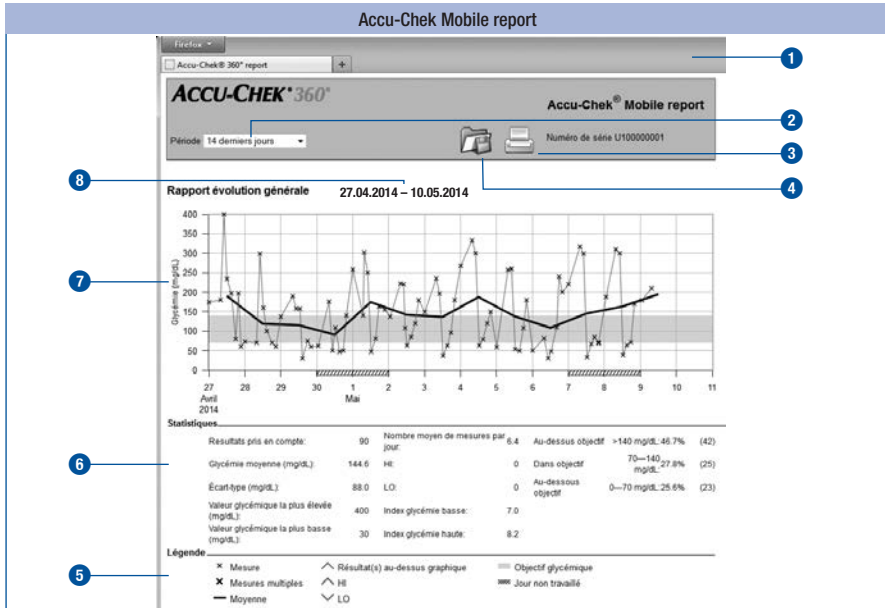 Accu-Chek Mobile report
Firefox
Accu-Chek® 360° report
+
1
ACCU-CHEK® 360°
Accu-Chek® Mobile report
2
Période 14 derniers jours
Numéro de série U100000001
3
4
8
Rapport évolution générale 27.04.2014 – 10.05.2014
7
Glycémie (mg/dL)
400
350
300
250
200
150
100
50
0
27 28 29 30 1 2 3 4 5 6 7 8 9 10 11
Avril Mai
2014
Statistiques
6
Resultats pris en compte: 90 Nombre moyen de mesures par jour: 6.4 Au-dessus objectif >140 mg/dL: 46.7% (42)
Glycémie moyenne (mg/dL): 144.6 HI: 0 Dans objectif 70—140 mg/dL: 27.8% (25)
Écart-type (mg/dL): 88.0 LO: 0 Au-dessous objectif 0—70 mg/dL: 25.6% (23)
Valeur glycémique la plus élevée (mg/dL): 400 Index glycémie basse: 7.0
Valeur glycémique la plus basse (mg/dL): 30 Index glycémie haute: 8.2
Légende
5
Mesure Résultat(s) au-dessus graphique Objectif glycémique
Mesures multiples HI Jour non travaillé
Moyenne LO